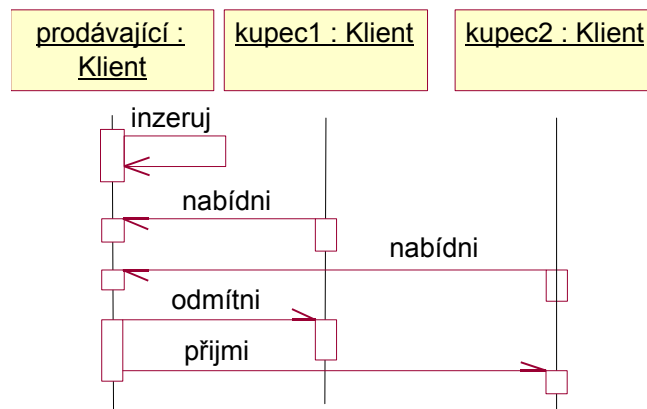 prodávající :
Klient
kupec1 : Klient
kupec2 : Klient
inzeruj
nabídni
nabídni
odmítni
přijmi